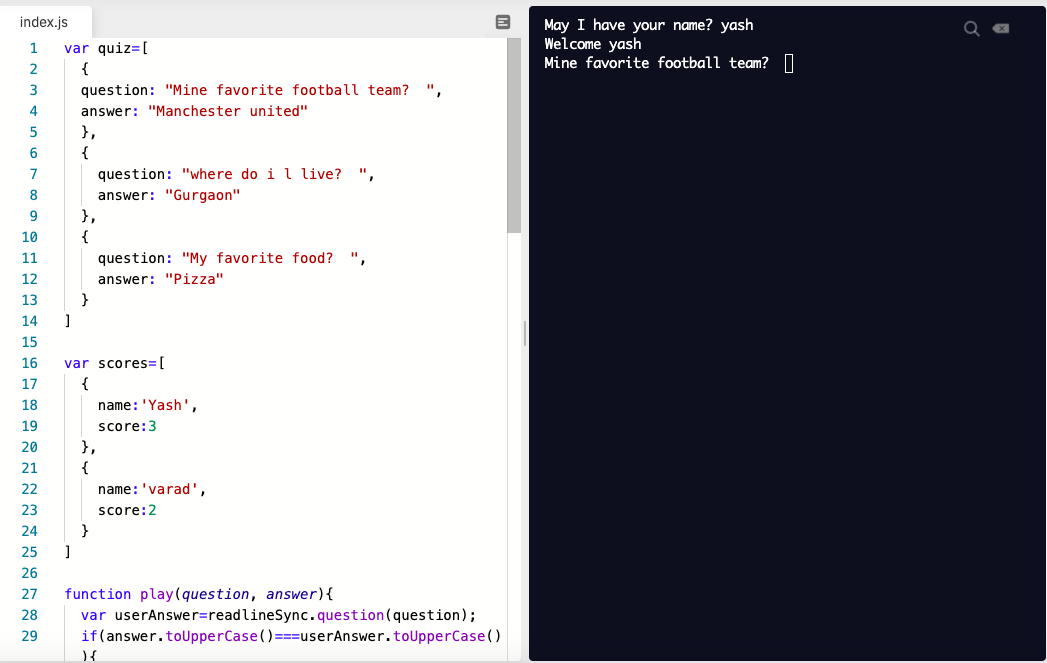 index.js
1 var quiz=[
2 {
3 question: "Mine favorite football team?  ",
4 answer: "Manchester united"
5 },
6 {
7 question: "where do i l live?  ",
8 answer: "Gurgaon"
9 },
10 {
11 question: "My favorite food?  ",
12 answer: "Pizza"
13 }
14 ]
15
16 var scores=[
17 {
18 name:'Yash',
19 score:3
20 },
21 {
22 name:'varad',
23 score:2
24 }
25 ]
26
27 function play(question, answer){
28 var userAnswer=readlineSync.question(question);
29 if(answer.toUpperCase()===userAnswer.toUpperCase()
){
May I have your name? yash
Welcome yash
Mine favorite football team?